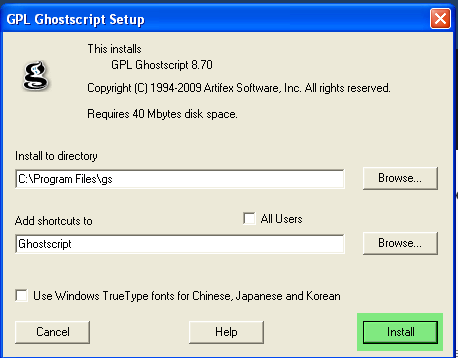 GPL Ghostscript Setup
This installs
GPL Ghostscript 8.70
Copyright (C) 1994-2009 Artifex Software, Inc. All rights reserved.
Requires 40 Mbytes disk space.
Install to directory
C:\Program Files\gs
Browse...
Add shortcuts to
All Users
Ghostscript
Browse...
Use Windows TrueType fonts for Chinese, Japanese and Korean
Cancel
Help
Install